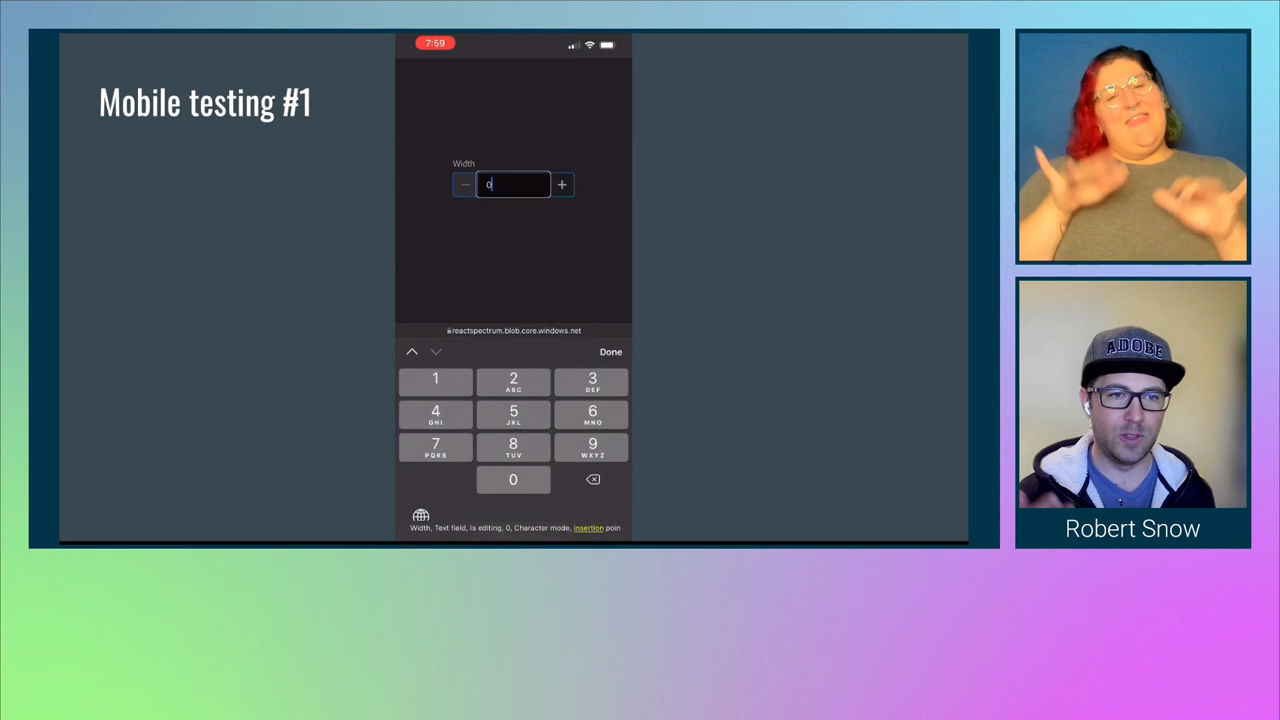 Mobile testing #1
7:59
Width
− 0 +
reactspectrum.blob.core.windows.net
Done
1
2 ABC
3 DEF
4 GHI
5 JKL
6 MNO
7 PQRS
8 TUV
9 WXYZ
0
Width, Text field, Is editing, 0, Character mode, insertion poin
ADOBE
Robert Snow